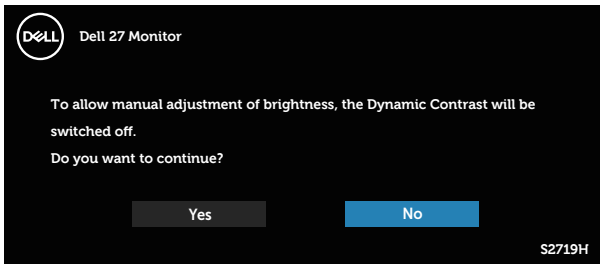 DELL
Dell 27 Monitor
To allow manual adjustment of brightness, the Dynamic Contrast will be
switched off.
Do you want to continue?
Yes
No
S2719H